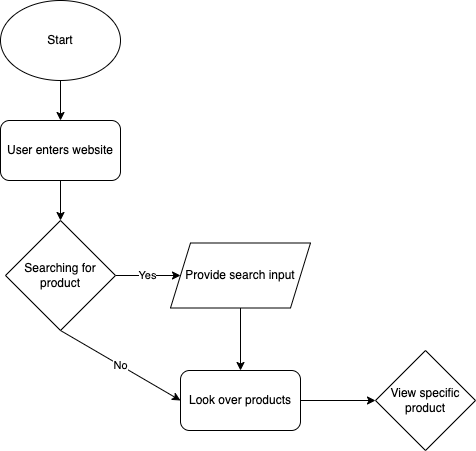 Start
User enters website
Searching for
product
Yes
Provide search input
No
Look over products
View specific
product